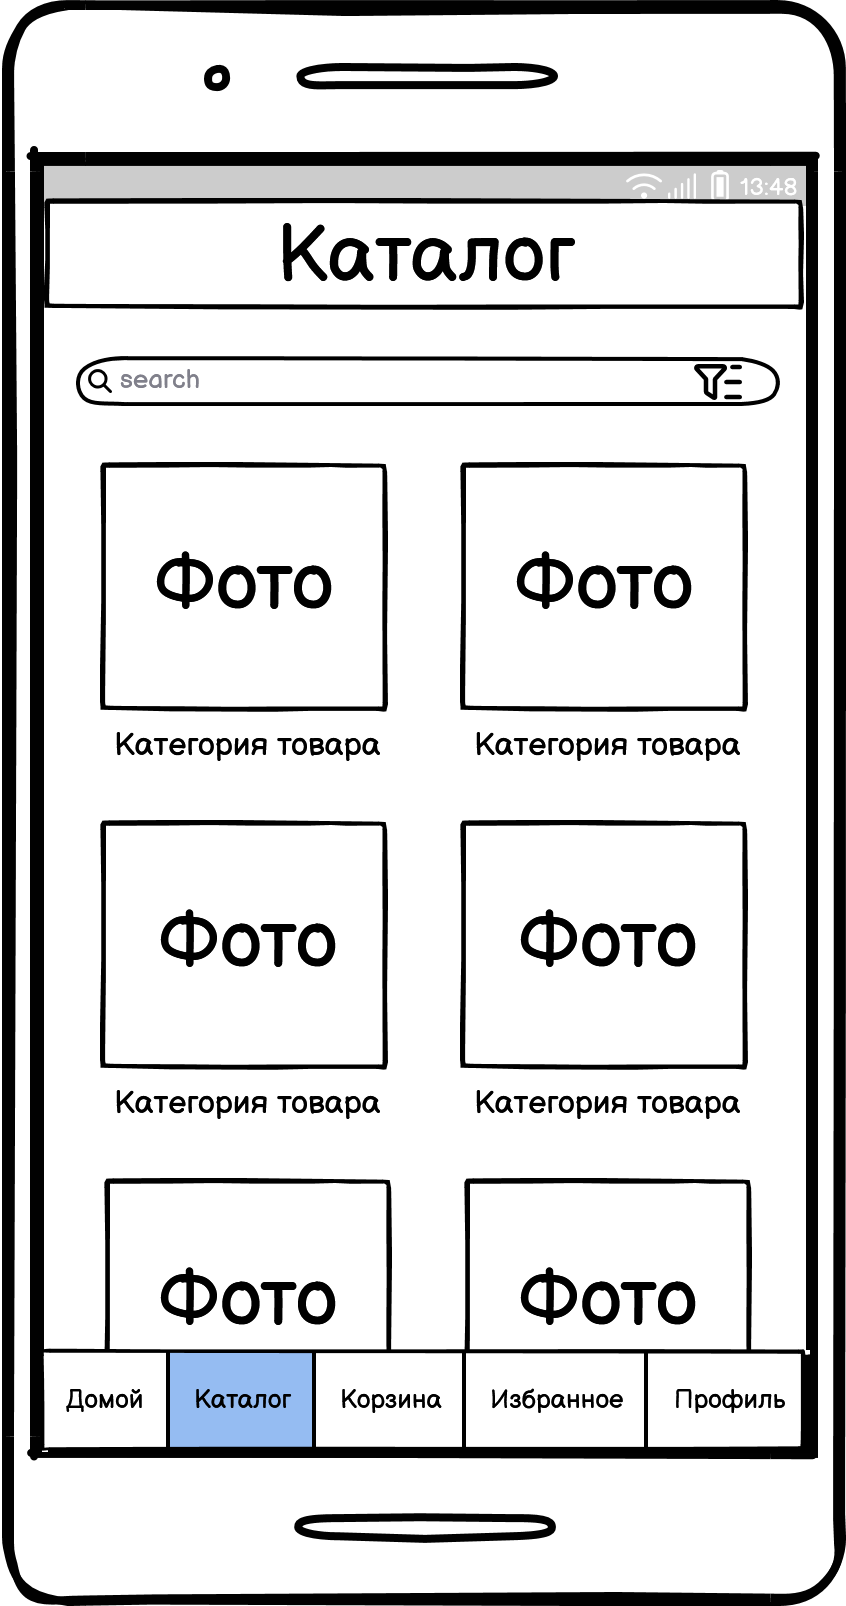 13:48
Каталог
search
Фото Фото
Категория товара Категория товара
Фото Фото
Категория товара Категория товара
Фото Фото
Домой Каталог Корзина Избранное Профиль